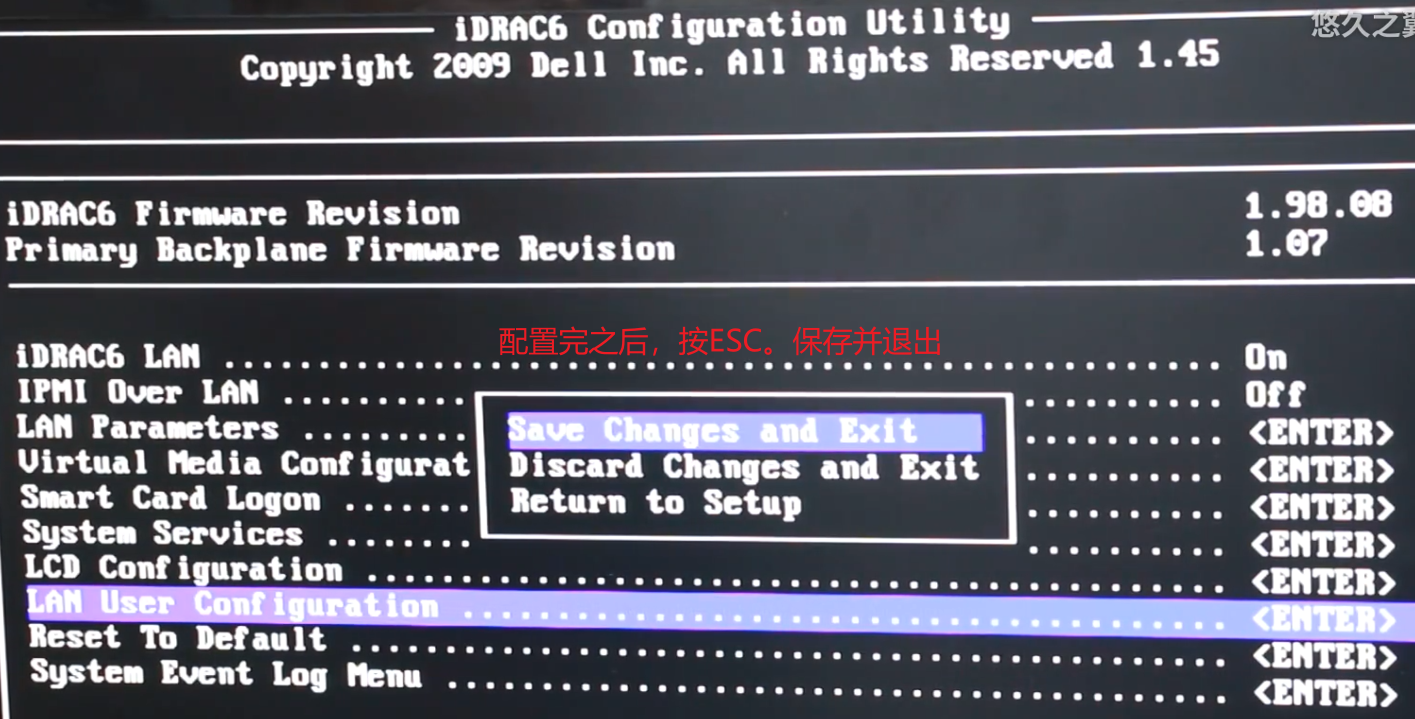 iDRAC6 Configuration Utility
悠久之翼
Copyright 2009 Dell Inc. All Rights Reserved 1.45
iDRAC6 Firmware Revision 1.98.08
Primary Backplane Firmware Revision 1.07
配置完之后，按ESC。保存并退出
iDRAC6 LAN ........................................................ On
IPMI Over LAN .......... .......... Off
LAN Parameters ......... .......... <ENTER>
Virtual Media Configurat .......... <ENTER>
Smart Card Logon ....... .......... <ENTER>
System Services ........ .......... <ENTER>
Save Changes and Exit
Discard Changes and Exit
Return to Setup
LCD Configuration ............................................. <ENTER>
LAN User Configuration ........................................ <ENTER>
Reset To Default .............................................. <ENTER>
System Event Log Menu ......................................... <ENTER>